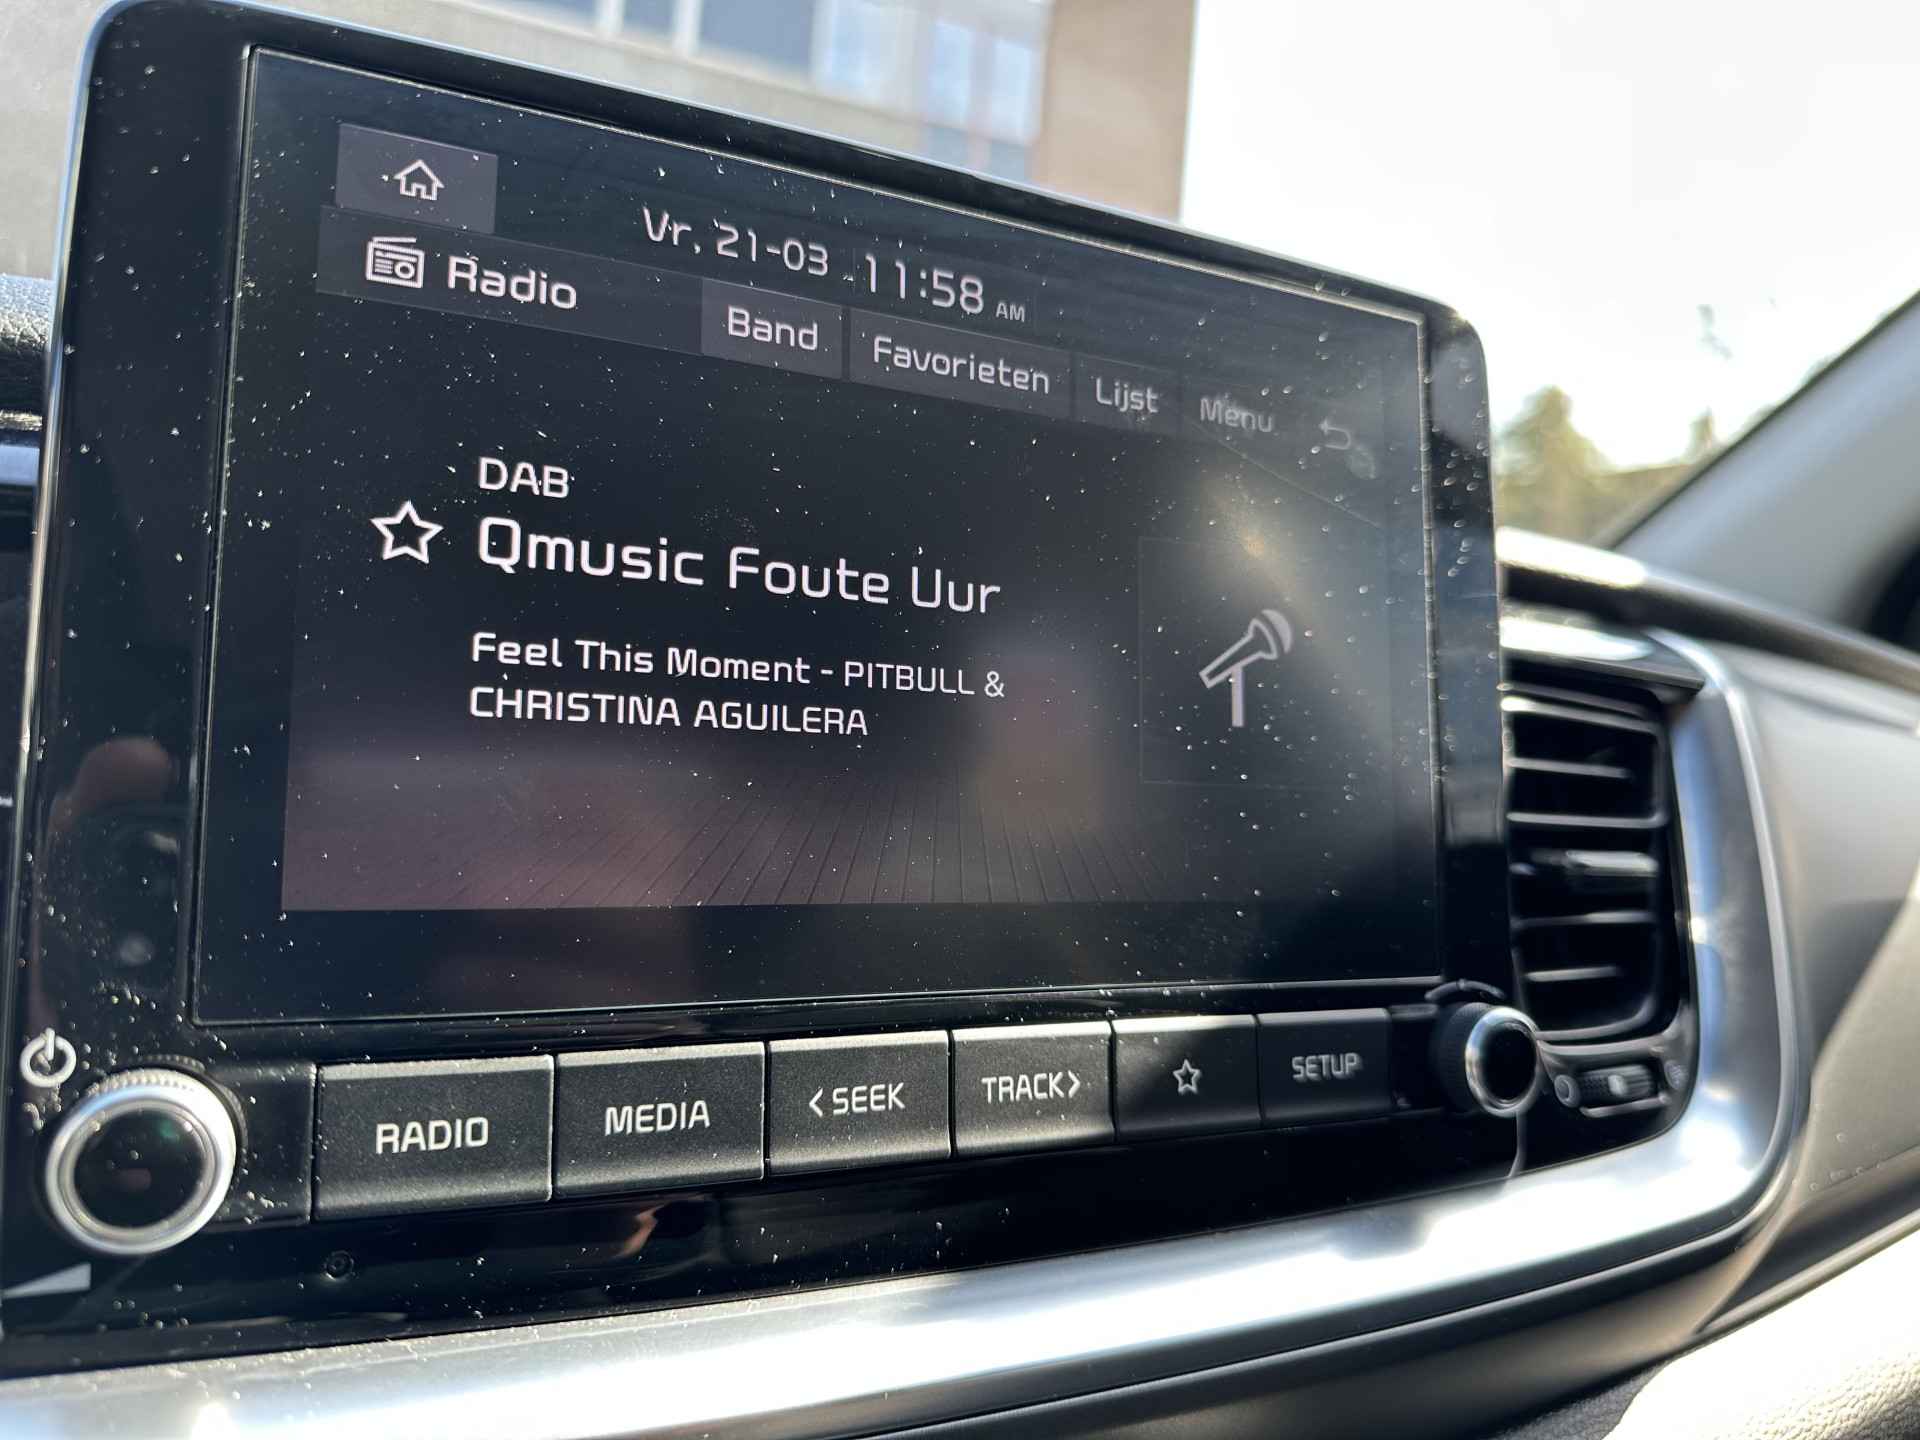 Vr, 21-03 11:58 AM
Radio
Band Favorieten Lijst Menu
DAB
Qmusic Foute Uur
Feel This Moment - PITBULL &
CHRISTINA AGUILERA
RADIO MEDIA <SEEK TRACK> SETUP